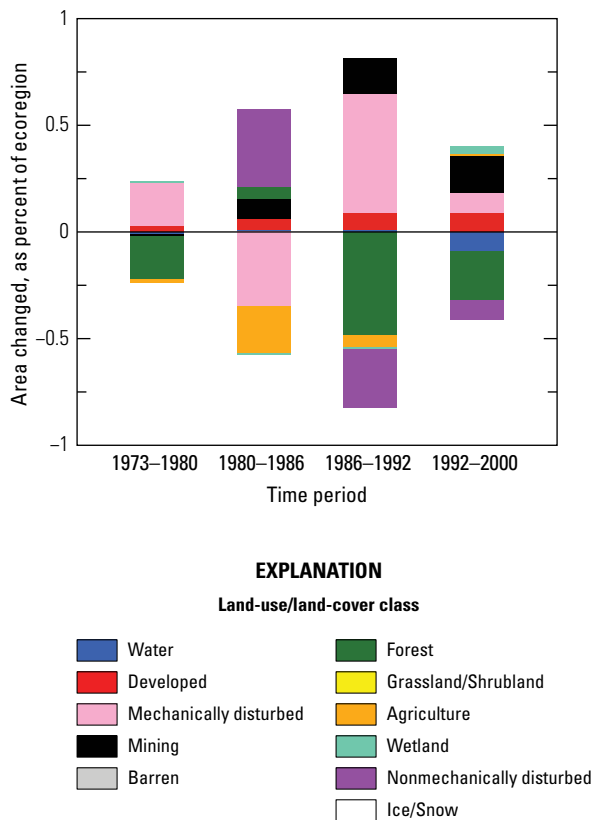 Area changed, as percent of ecoregion
1
0.5
0
–0.5
–1
1973–1980
1980–1986
1986–1992
1992–2000
Time period
EXPLANATION
Land-use/land-cover class
Water
Developed
Mechanically disturbed
Mining
Barren
Forest
Grassland/Shrubland
Agriculture
Wetland
Nonmechanically disturbed
Ice/Snow